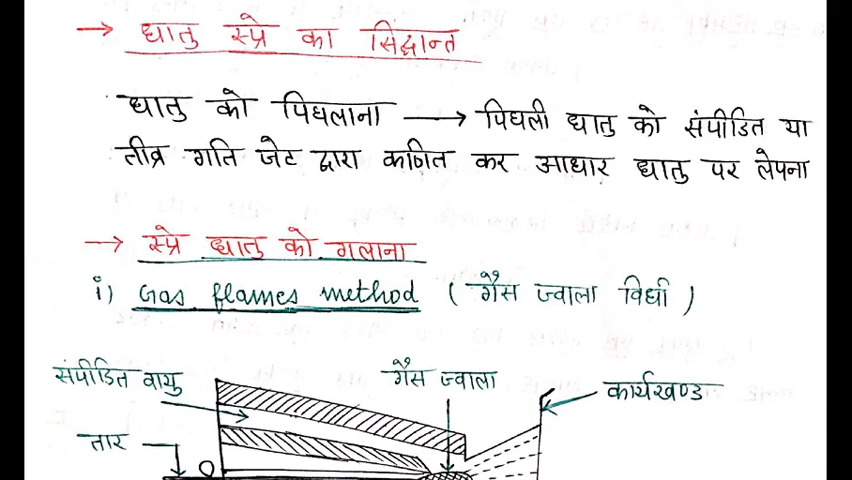 → धातु स्प्रे का सिद्धान्त
धातु को पिघलाना → पिघली धातु को संपीडित या
तीव्र गति जेट द्वारा कणित कर आधार धातु पर लेपना
→ स्प्रे धातु को गलाना
i) Gas flames method ( गैस ज्वाला विधी )
संपीडित वायु गैस ज्वाला कार्यखण्ड
तार